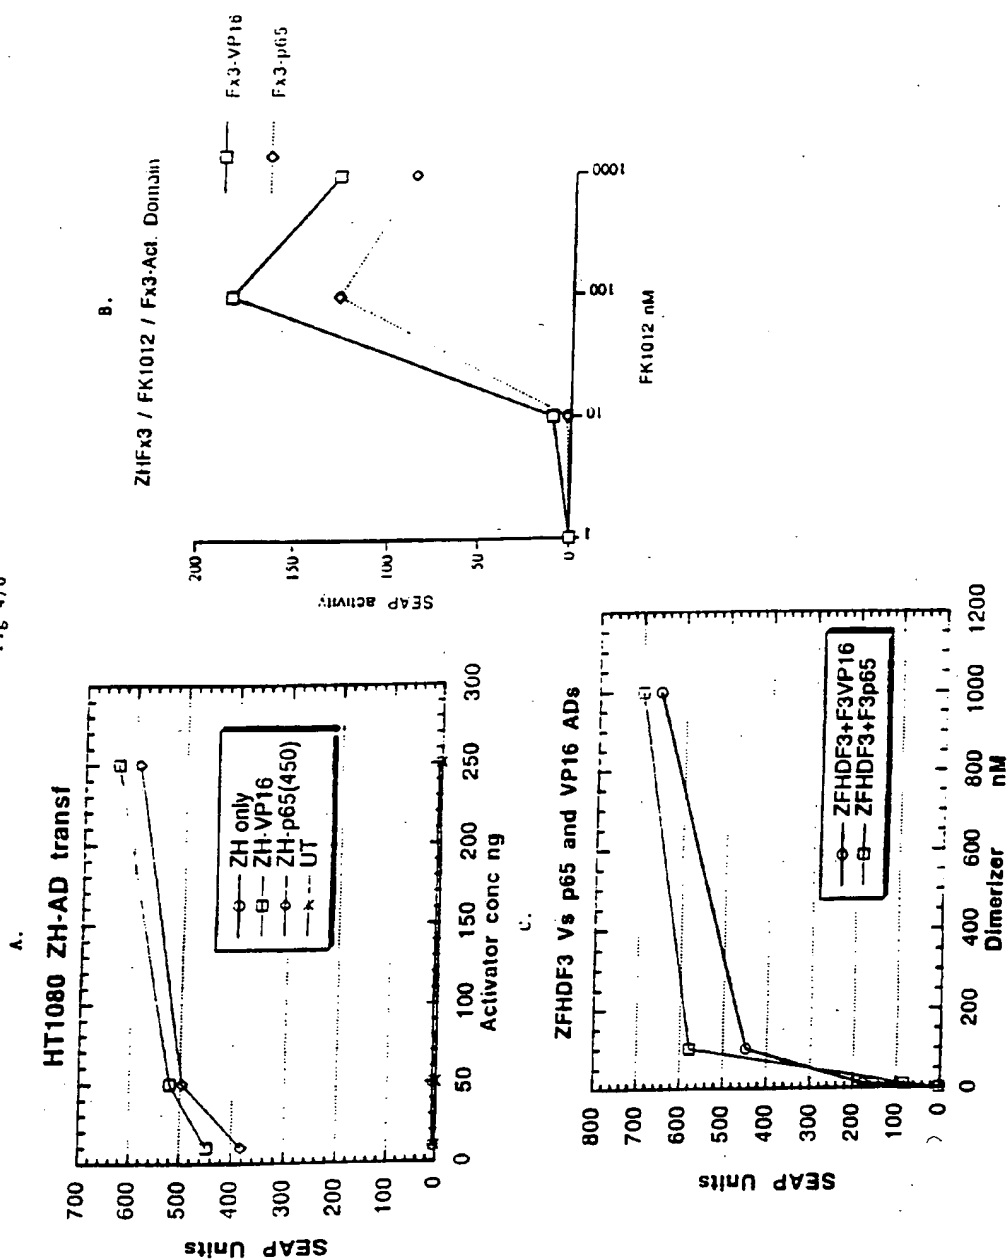 A.
HT1080 ZH-AD transf
SEAP Units
700
600
500
400
300
200
100
0
0
50
100
150
200
250
300
Activator conc ng
ZH only
ZH-VP16
ZH-p65(450)
UT
B.
ZHFx3 / FK1012 / Fx3-Act. Domain
SEAP activity
200
150
100
50
0
1
10
100
1000
FK1012 nM
Fx3-VP16
Fx3-p65
C.
ZFHDF3 Vs p65 and VP16 ADs
SEAP Units
800
700
600
500
400
300
200
100
0
0
200
400
600
800
1000
1200
Dimerizer nM
ZFHDF3+F3VP16
ZFHDF3+F3p65